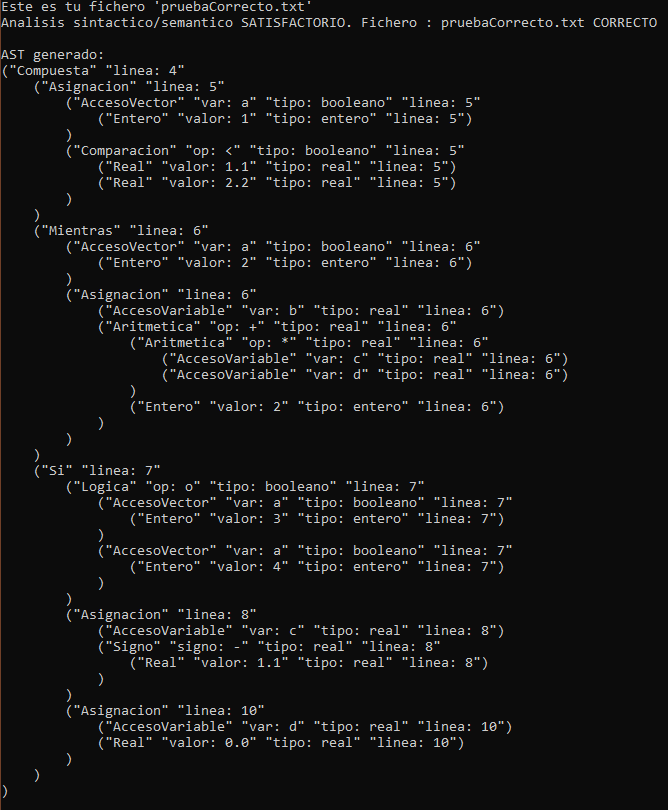 Este es tu fichero 'pruebaCorrecto.txt'
Analisis sintactico/semantico SATISFACTORIO. Fichero : pruebaCorrecto.txt CORRECTO

AST generado:
("Compuesta" "linea: 4"
    ("Asignacion" "linea: 5"
        ("AccesoVector" "var: a" "tipo: booleano" "linea: 5"
            ("Entero" "valor: 1" "tipo: entero" "linea: 5")
        )
        ("Comparacion" "op: <" "tipo: booleano" "linea: 5"
            ("Real" "valor: 1.1" "tipo: real" "linea: 5")
            ("Real" "valor: 2.2" "tipo: real" "linea: 5")
        )
    )
    ("Mientras" "linea: 6"
        ("AccesoVector" "var: a" "tipo: booleano" "linea: 6"
            ("Entero" "valor: 2" "tipo: entero" "linea: 6")
        )
        ("Asignacion" "linea: 6"
            ("AccesoVariable" "var: b" "tipo: real" "linea: 6")
            ("Aritmetica" "op: +" "tipo: real" "linea: 6"
                ("Aritmetica" "op: *" "tipo: real" "linea: 6"
                    ("AccesoVariable" "var: c" "tipo: real" "linea: 6")
                    ("AccesoVariable" "var: d" "tipo: real" "linea: 6")
                )
                ("Entero" "valor: 2" "tipo: entero" "linea: 6")
            )
        )
    )
    ("Si" "linea: 7"
        ("Logica" "op: o" "tipo: booleano" "linea: 7"
            ("AccesoVector" "var: a" "tipo: booleano" "linea: 7"
                ("Entero" "valor: 3" "tipo: entero" "linea: 7")
            )
            ("AccesoVector" "var: a" "tipo: booleano" "linea: 7"
                ("Entero" "valor: 4" "tipo: entero" "linea: 7")
            )
        )
        ("Asignacion" "linea: 8"
            ("AccesoVariable" "var: c" "tipo: real" "linea: 8")
            ("Signo" "signo: -" "tipo: real" "linea: 8"
                ("Real" "valor: 1.1" "tipo: real" "linea: 8")
            )
        )
        ("Asignacion" "linea: 10"
            ("AccesoVariable" "var: d" "tipo: real" "linea: 10")
            ("Real" "valor: 0.0" "tipo: real" "linea: 10")
        )
    )
)